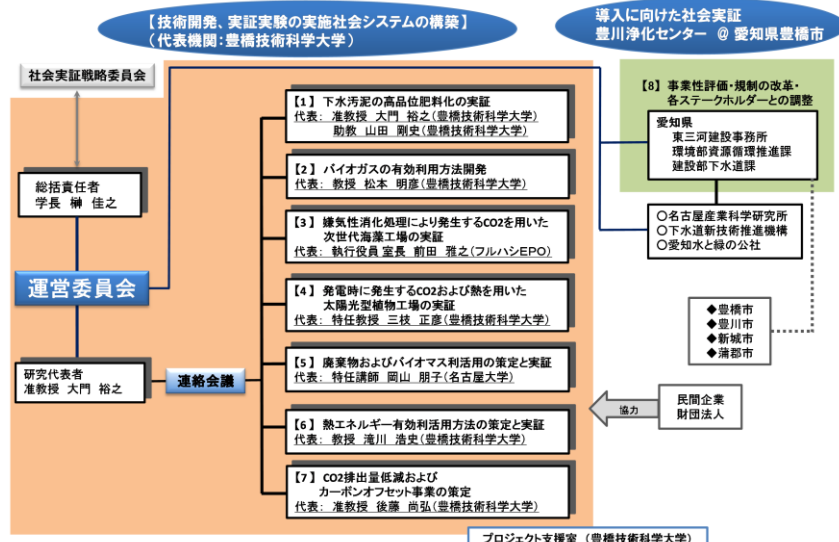 【技術開発、実証実験の実施社会システムの構築】
（代表機関：豊橋技術科学大学）
導入に向けた社会実証
豊川浄化センター ＠ 愛知県豊橋市
社会実証戦略委員会
総括責任者
学長 榊 佳之
運営委員会
研究代表者
准教授 大門 裕之
連絡会議
【1】 下水汚泥の高品位肥料化の実証
代表： 准教授 大門 裕之（豊橋技術科学大学）
助教 山田 剛史（豊橋技術科学大学）
【2】 バイオガスの有効利用方法開発
代表： 教授 松本 明彦（豊橋技術科学大学）
【3】 嫌気性消化処理により発生するCO2を用いた
次世代海藻工場の実証
代表： 執行役員 室長 前田 雅之（フルハシEPO）
【4】 発電時に発生するCO2および熱を用いた
太陽光型植物工場の実証
代表： 特任教授 三枝 正彦（豊橋技術科学大学）
【5】 廃棄物およびバイオマス利活用の策定と実証
代表： 特任講師 岡山 朋子（名古屋大学）
【6】 熱エネルギー有効利活用方法の策定と実証
代表： 教授 滝川 浩史（豊橋技術科学大学）
【7】 CO2排出量低減および
カーボンオフセット事業の策定
代表： 准教授 後藤 尚弘（豊橋技術科学大学）
【8】 事業性評価・規制の改革・
各ステークホルダーとの調整
愛知県
東三河建設事務所
環境部資源循環推進課
建設部下水道課
○名古屋産業科学研究所
○下水道新技術推進機構
○愛知水と緑の公社
◆豊橋市
◆豊川市
◆新城市
◆蒲郡市
協力
民間企業
財団法人
プロジェクト支援室 （豊橋技術科学大学）